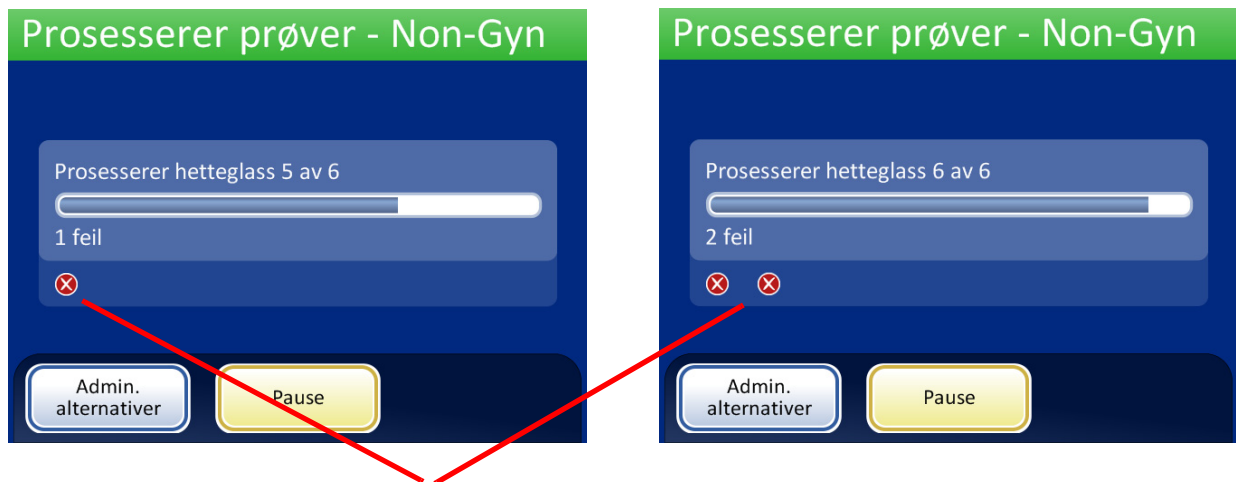 Prosesserer prøver - Non-Gyn
Prosesserer hetteglass 5 av 6
1 feil
Admin.
alternativer
Pause
Prosesserer prøver - Non-Gyn
Prosesserer hetteglass 6 av 6
2 feil
Admin.
alternativer
Pause